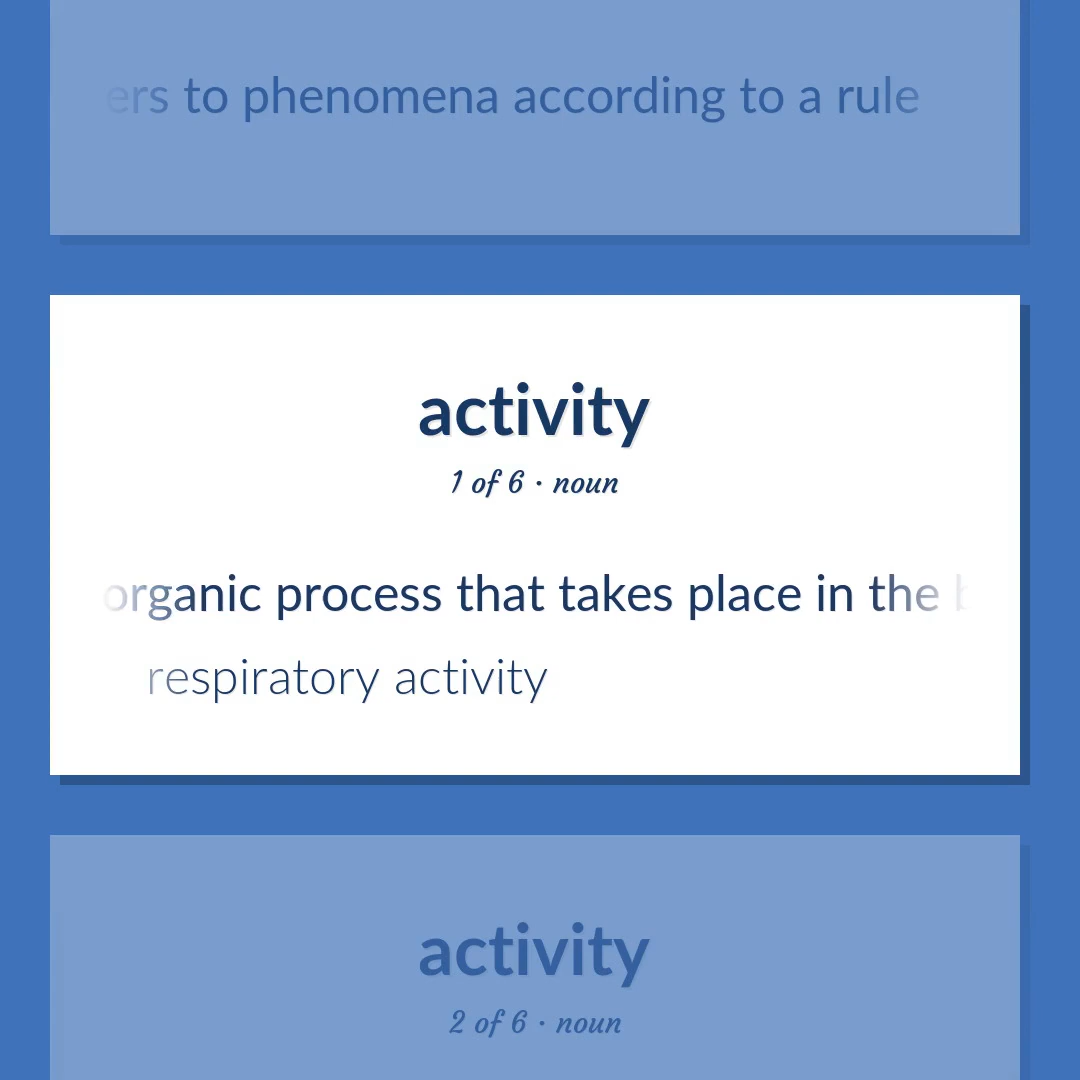 ers to phenomena according to a rule
activity
1 of 6 · noun
organic process that takes place in the
respiratory activity
activity
2 of 6 · noun